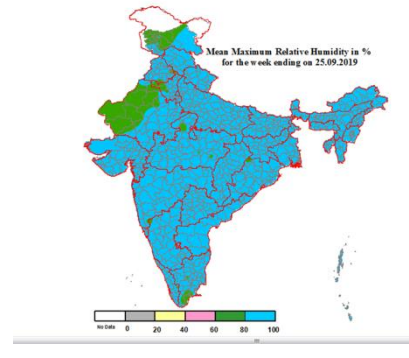 Mean Maximum Relative Humidity in %
for the week ending on 25.09.2019
No Data 0 20 40 60 80 100